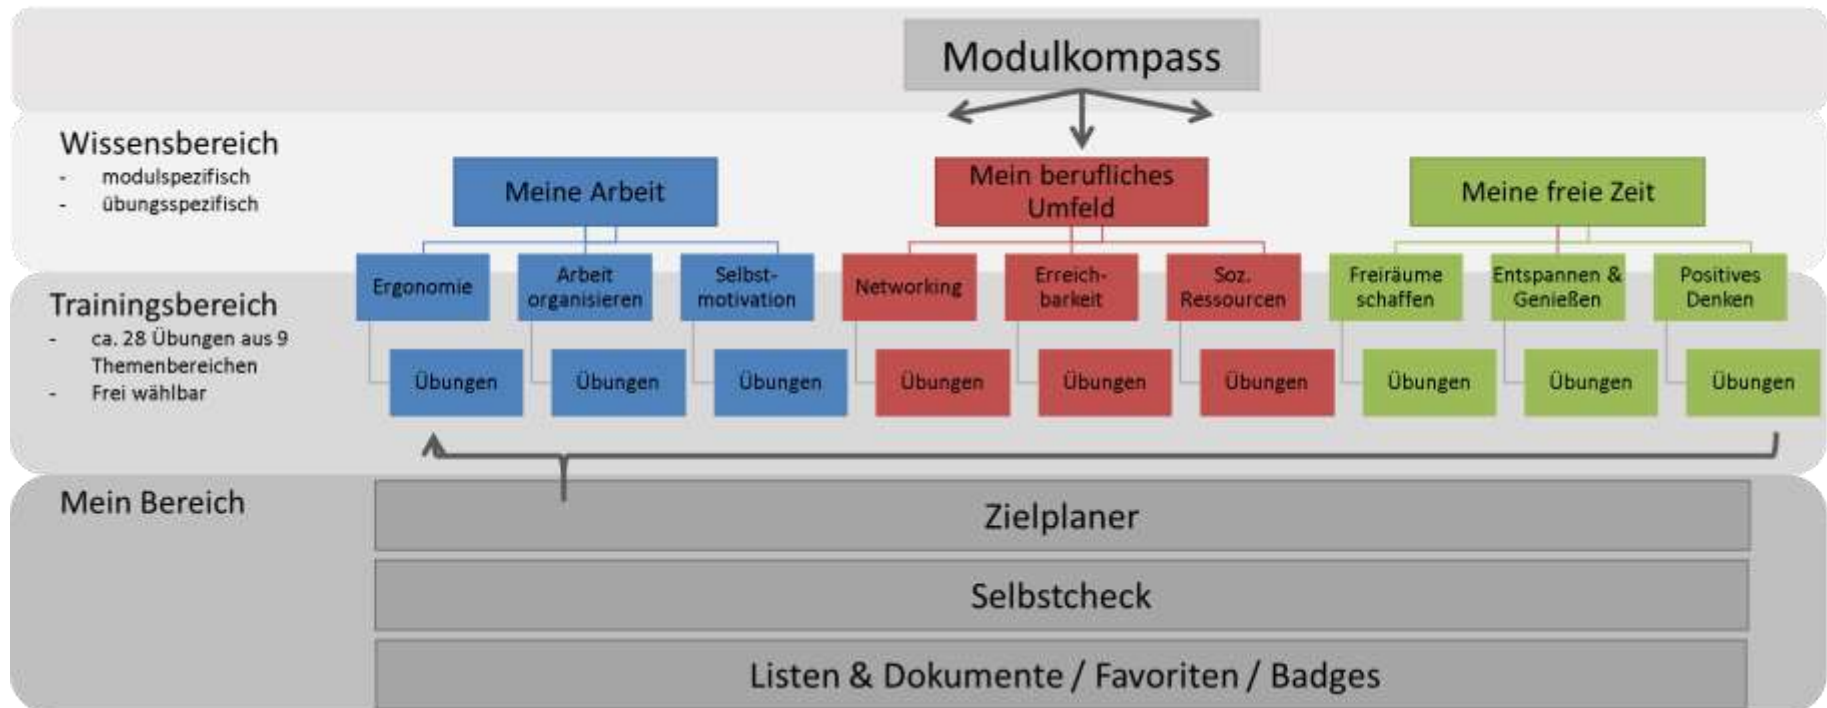 Modulkompass
Wissensbereich
- modulspezifisch
- übungsspezifisch
Meine Arbeit
Mein berufliches
Umfeld
Meine freie Zeit
Trainingsbereich
- ca. 28 Übungen aus 9
Themenbereichen
- Frei wählbar
Ergonomie
Arbeit
organisieren
Selbst-
motivation
Networking
Erreich-
barkeit
Soz.
Ressourcen
Freiräume
schaffen
Entspannen &
Genießen
Positives
Denken
Übungen
Übungen
Übungen
Übungen
Übungen
Übungen
Übungen
Übungen
Übungen
Mein Bereich
Zielplaner
Selbstcheck
Listen & Dokumente / Favoriten / Badges